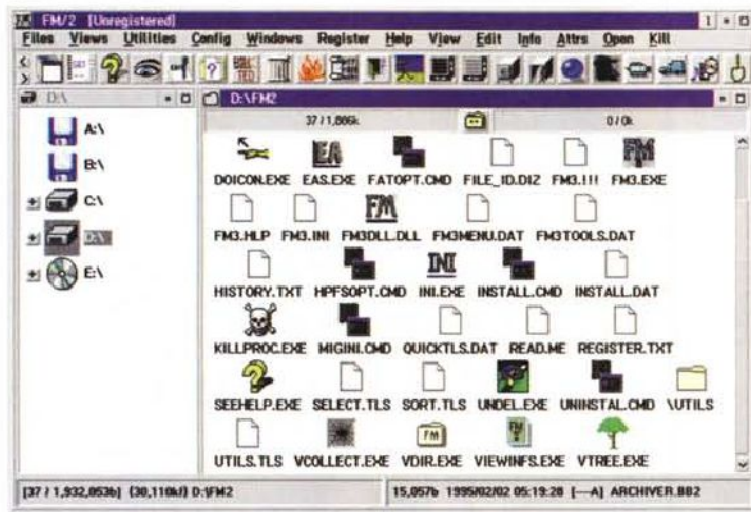 FM/2 [Unregistered]
Files Views Utilities Config Windows Register Help View Edit Info Attrs Open Kill
D:\
D:\FM2
37 / 1,886k
0 / 0k
A:\
B:\
C:\
D:\
E:\
DOICON.EXE EAS.EXE FATOPT.CMD FILE_ID.DIZ FM3.!!! FM3.EXE
FM3.HLP FM3.INI FM3DLL.DLL FM3MENU.DAT FM3TOOLS.DAT
HISTORY.TXT HPFSOPT.CMD INI.EXE INSTALL.CMD INSTALL.DAT
KILLPROC.EXE MIGINI.CMD QUICKTLS.DAT READ.ME REGISTER.TXT
SEEHELP.EXE SELECT.TLS SORT.TLS UNDEL.EXE UNINSTAL.CMD \UTILS
UTILS.TLS VCOLLECT.EXE VDIR.EXE VIEWINFS.EXE VTREE.EXE
[37 / 1,932,053b] (30,110kf) D:\FM2
15,057b 1995/02/02 05:19:28 [---A] ARCHIVER.BB2